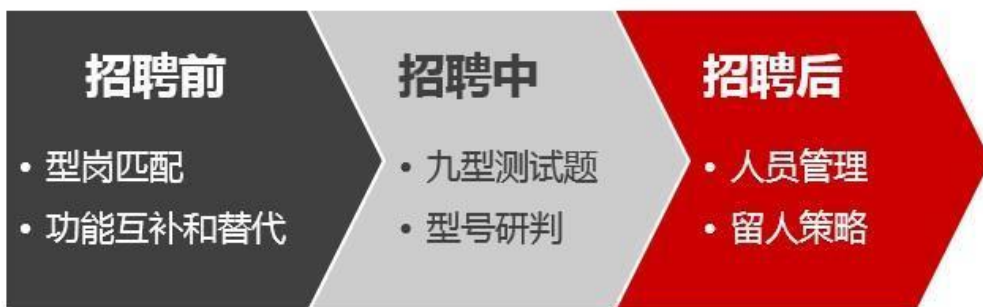 招聘前
• 型岗匹配
• 功能互补和替代
招聘中
• 九型测试题
• 型号研判
招聘后
• 人员管理
• 留人策略